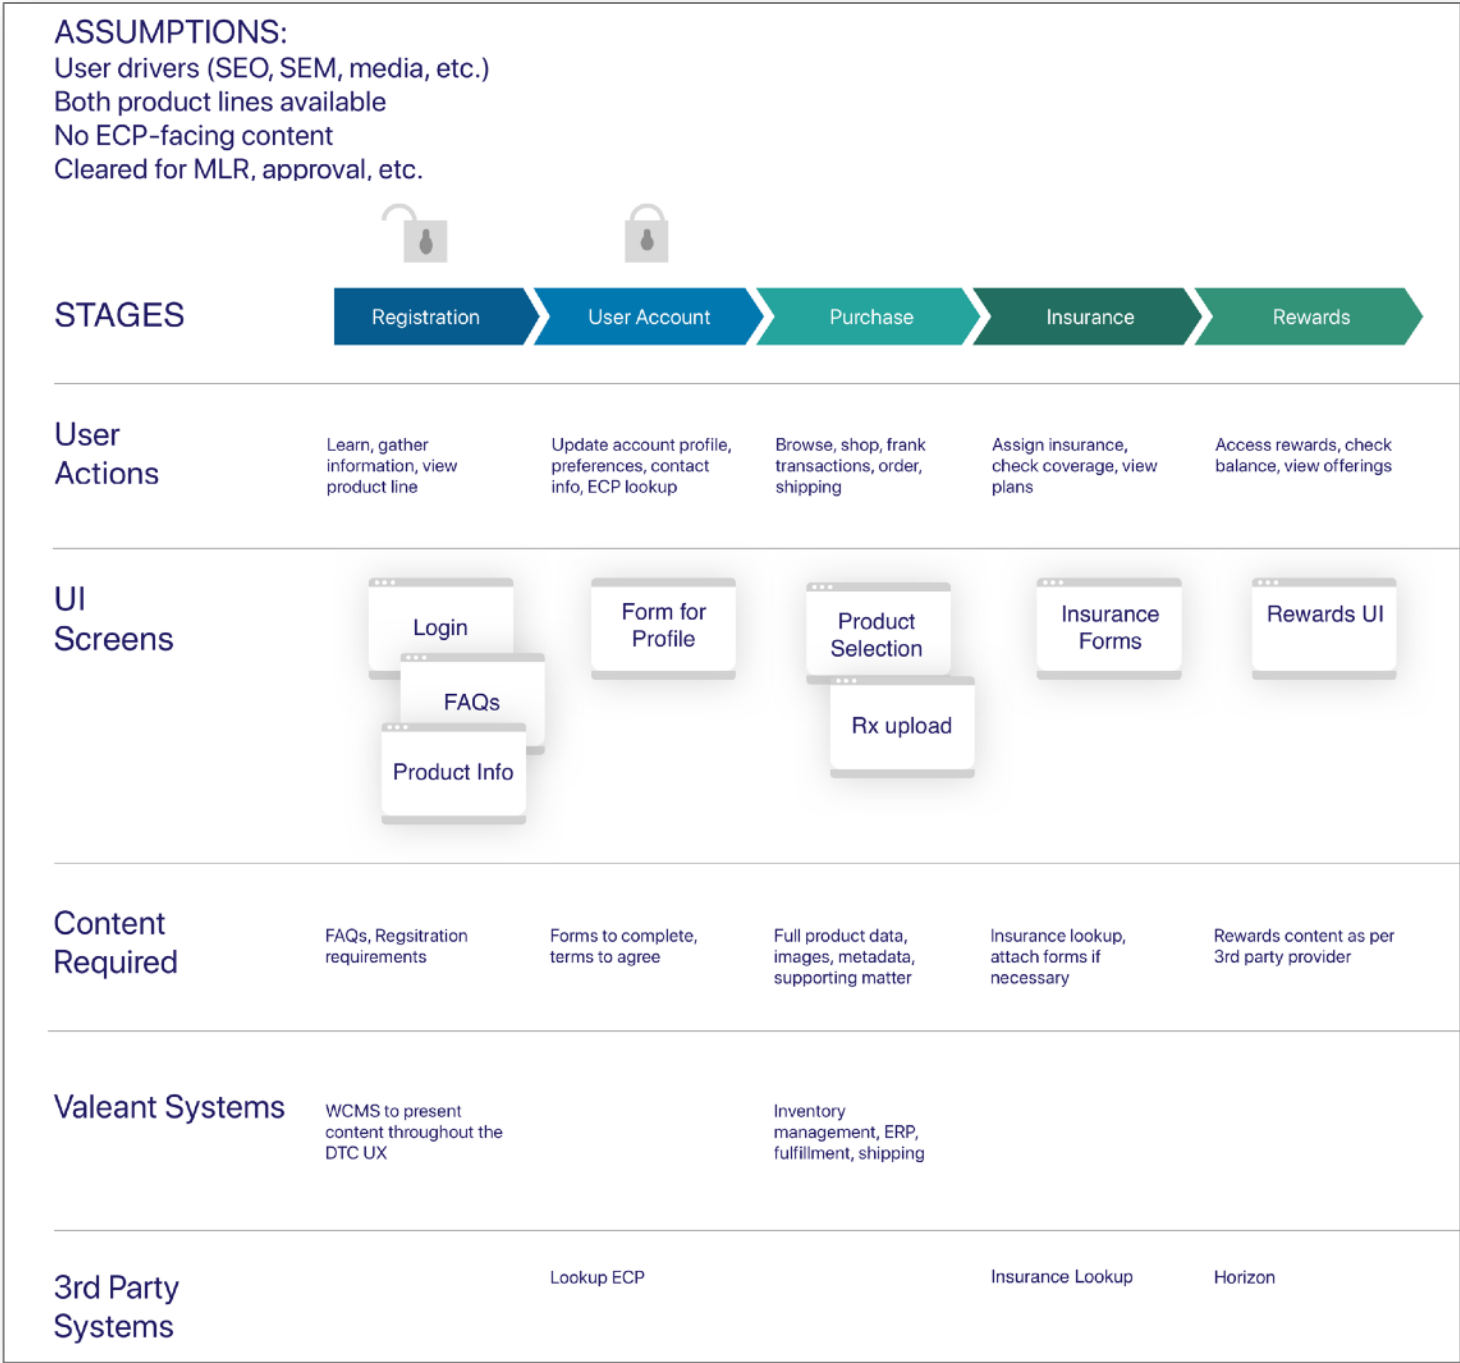 ASSUMPTIONS:
User drivers (SEO, SEM, media, etc.)
Both product lines available
No ECP-facing content
Cleared for MLR, approval, etc.
STAGES
Registration
User Account
Purchase
Insurance
Rewards
User
Actions
Learn, gather
information, view
product line
Update account profile,
preferences, contact
info, ECP lookup
Browse, shop, frank
transactions, order,
shipping
Assign insurance,
check coverage, view
plans
Access rewards, check
balance, view offerings
UI
Screens
Login
FAQs
Product Info
Form for
Profile
Product
Selection
Rx upload
Insurance
Forms
Rewards UI
Content
Required
FAQs, Regsitration
requirements
Forms to complete,
terms to agree
Full product data,
images, metadata,
supporting matter
Insurance lookup,
attach forms if
necessary
Rewards content as per
3rd party provider
Valeant Systems
WCMS to present
content throughout the
DTC UX
Inventory
management, ERP,
fulfillment, shipping
3rd Party
Systems
Lookup ECP
Insurance Lookup
Horizon